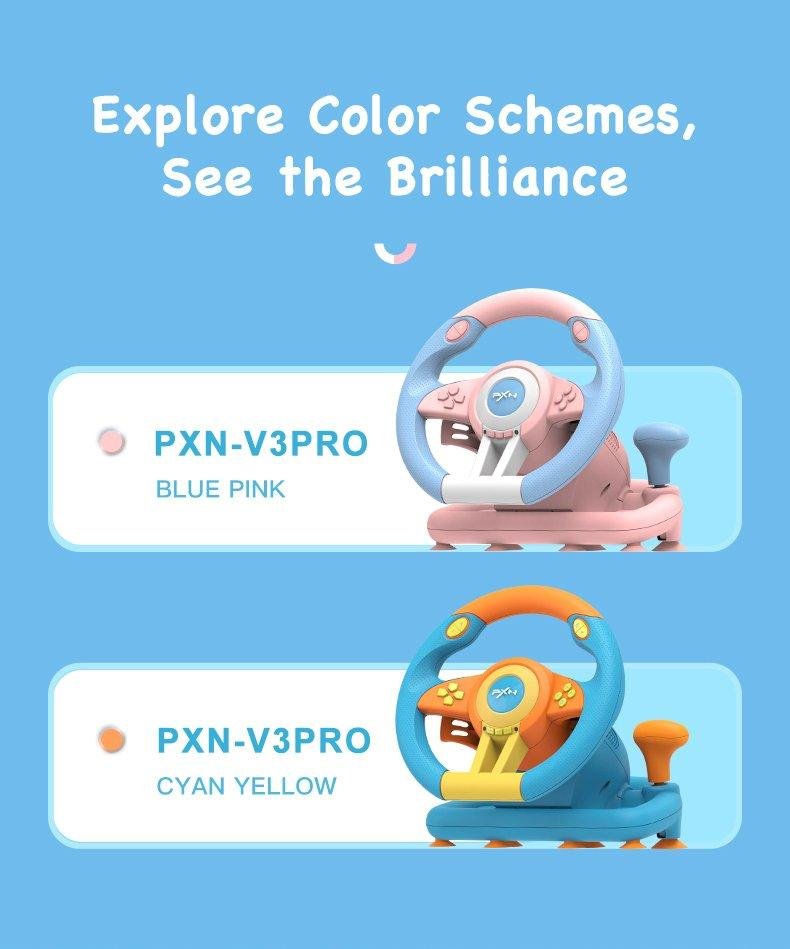 Explore Color Schemes,
See the Brilliance
PXN
PXN-V3PRO
BLUE PINK
PXN
PXN-V3PRO
CYAN YELLOW